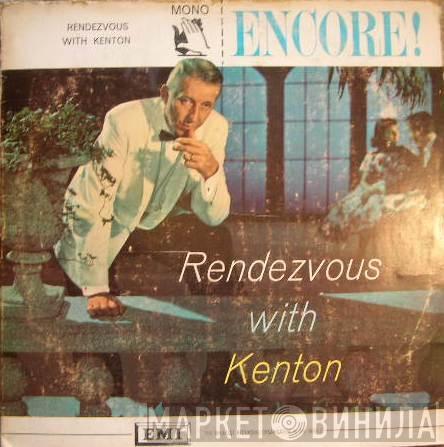 RENDEZVOUS
WITH KENTON
MONO
ENCORE!
Rendezvous
with
Kenton
EMI
МАРКЕТ ВИНИЛА